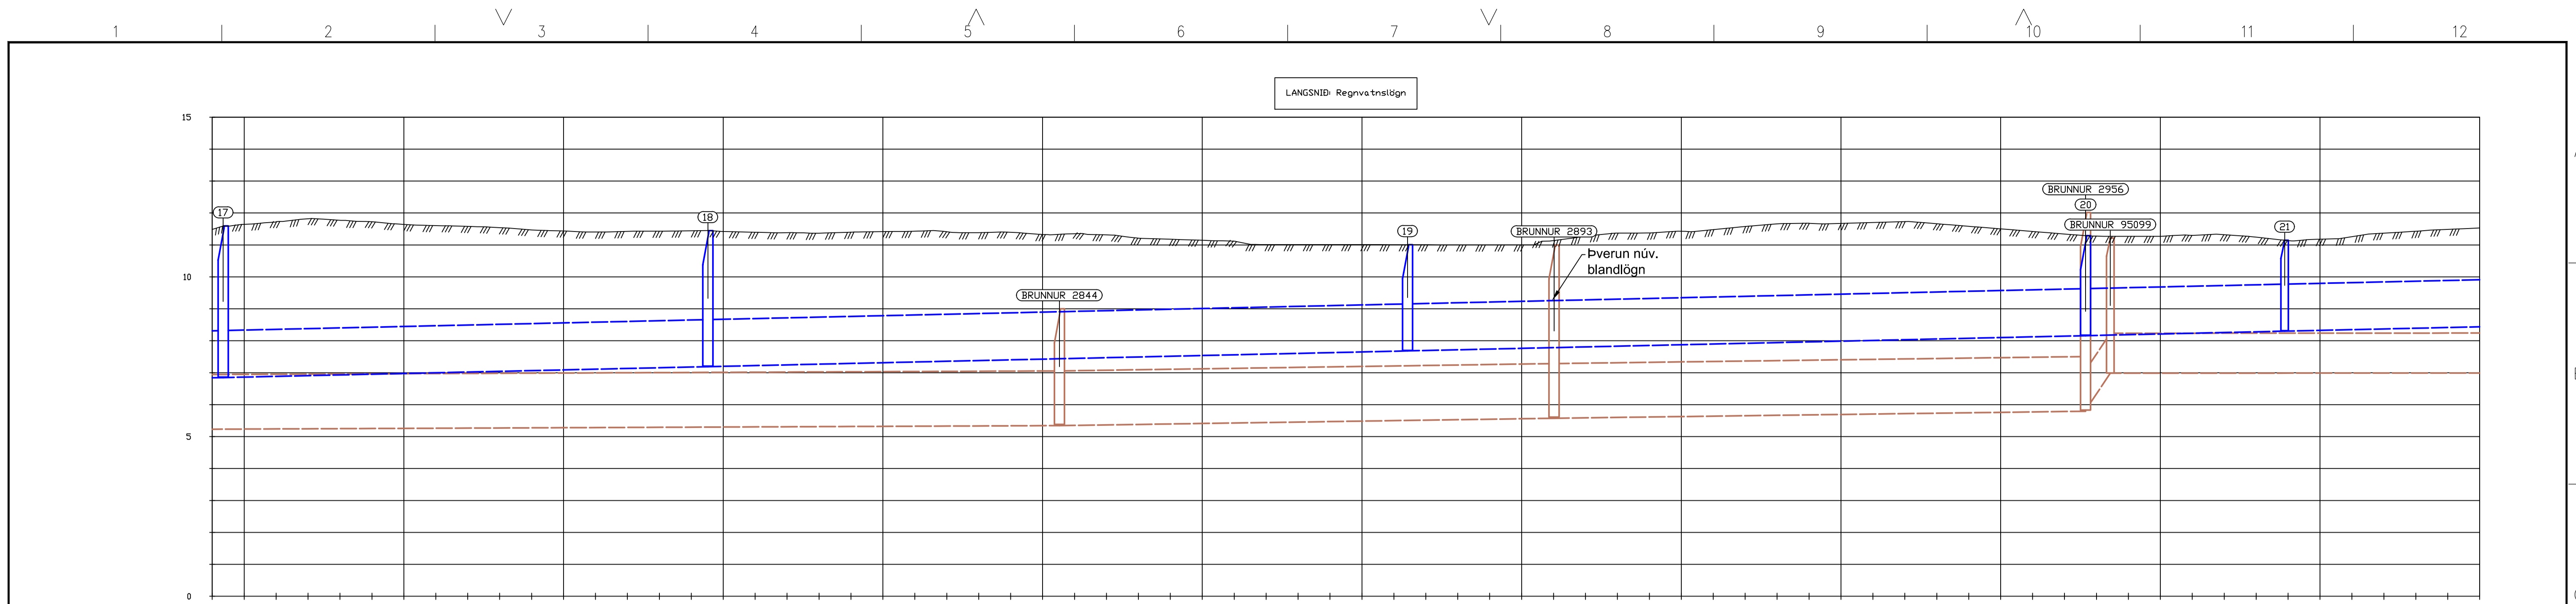 1 2 3 4 5 6 7 8 9 10 11 12
LANGSNIÐ: Regnvatnslögn
15
BRUNNUR 2956
20
17
18
BRUNNUR 95099
21
19
BRUNNUR 2893
Þverun núv.
blandlögn
10
BRUNNUR 2844
5
0